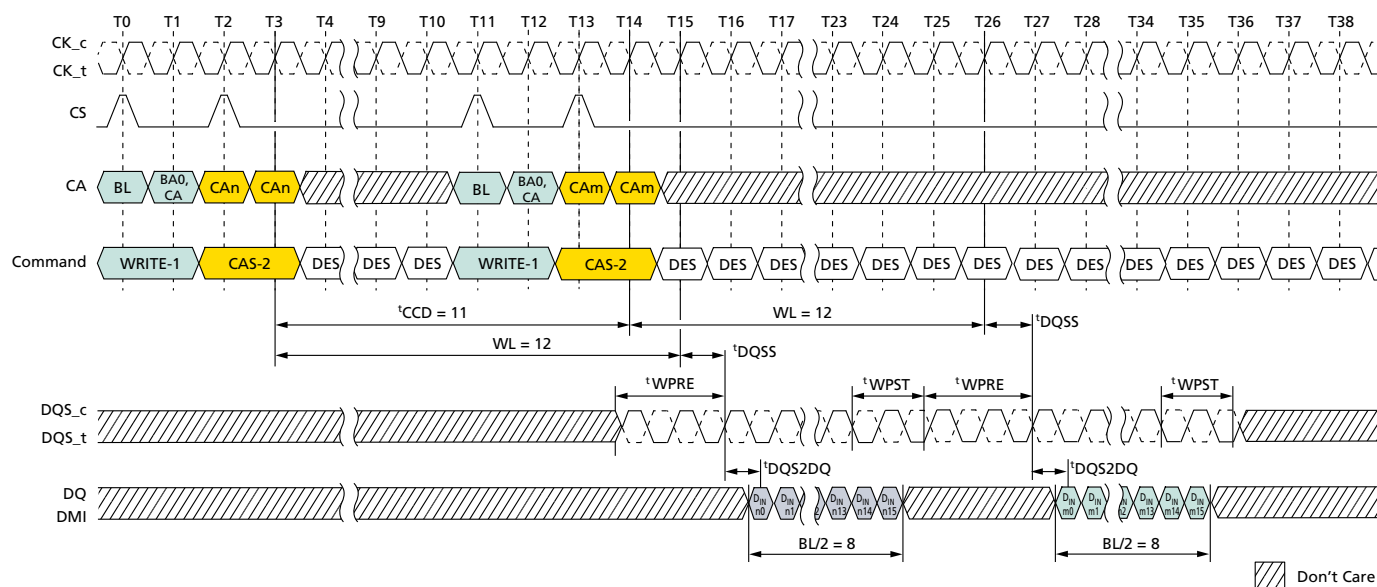 T0 T1 T2 T3 T4 T9 T10 T11 T12 T13 T14 T15 T16 T17 T23 T24 T25 T26 T27 T28 T34 T35 T36 T37 T38
CK_c
CK_t
CS
CA BL BA0, CA CAn CAn BL BA0, CA CAm CAm
Command WRITE-1 CAS-2 DES DES DES WRITE-1 CAS-2 DES DES DES DES DES DES DES DES DES DES DES DES DES DES
tCCD = 11 WL = 12 tDQSS
WL = 12 tDQSS
tWPRE tWPST tWPRE tWPST
DQS_c
DQS_t
tDQS2DQ tDQS2DQ
DQ DIN n0 DIN n1 DIN n13 DIN n14 DIN n15 DIN m0 DIN m1 DIN m13 DIN m14 DIN m15
DMI
BL/2 = 8 BL/2 = 8
Don't Care